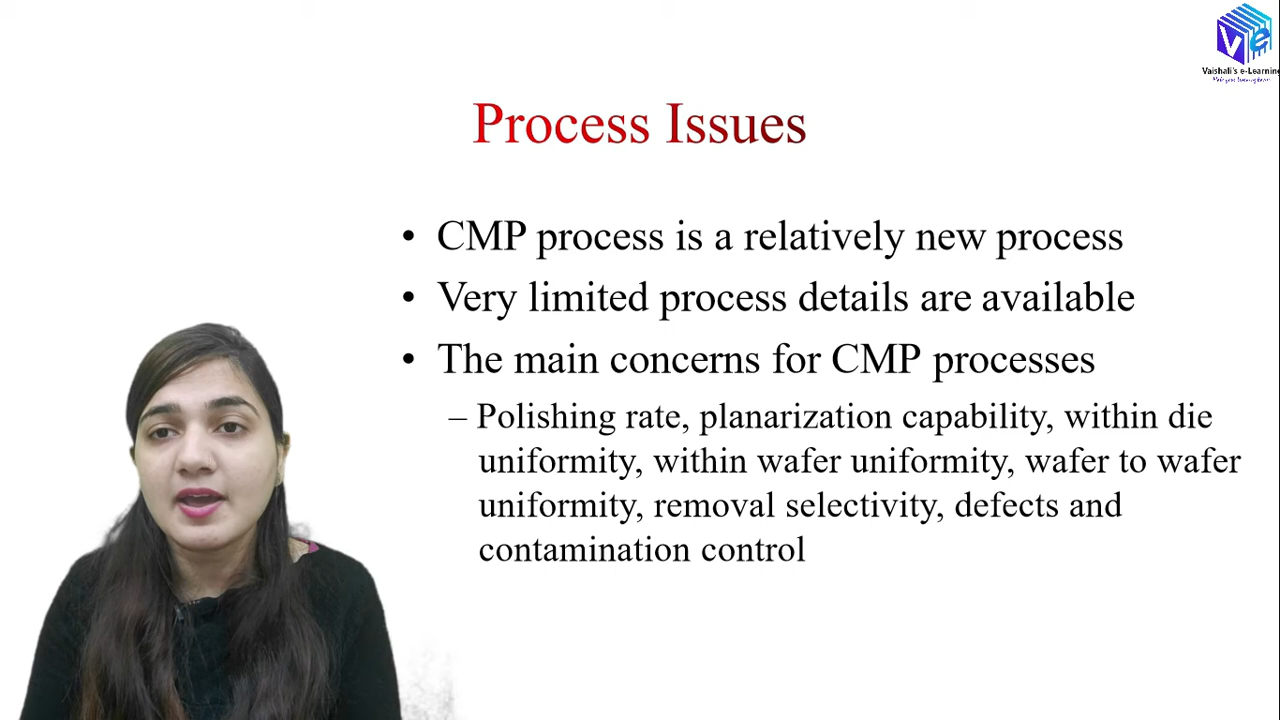 Vaishali's e-Learning
Process Issues
• CMP process is a relatively new process
• Very limited process details are available
• The main concerns for CMP processes
– Polishing rate, planarization capability, within die
uniformity, within wafer uniformity, wafer to wafer
uniformity, removal selectivity, defects and
contamination control